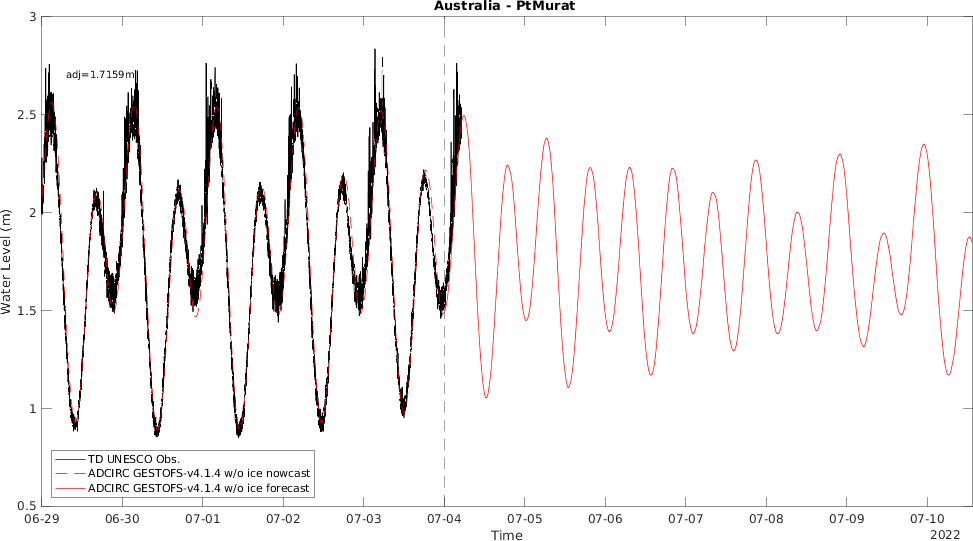 Australia - PtMurat
adj=1.7159m
Water Level (m)
3
2.5
2
1.5
1
0.5
TD UNESCO Obs.
ADCIRC GESTOFS-v4.1.4 w/o ice nowcast
ADCIRC GESTOFS-v4.1.4 w/o ice forecast
06-29 06-30 07-01 07-02 07-03 07-04 07-05 07-06 07-07 07-08 07-09 07-10
Time
2022